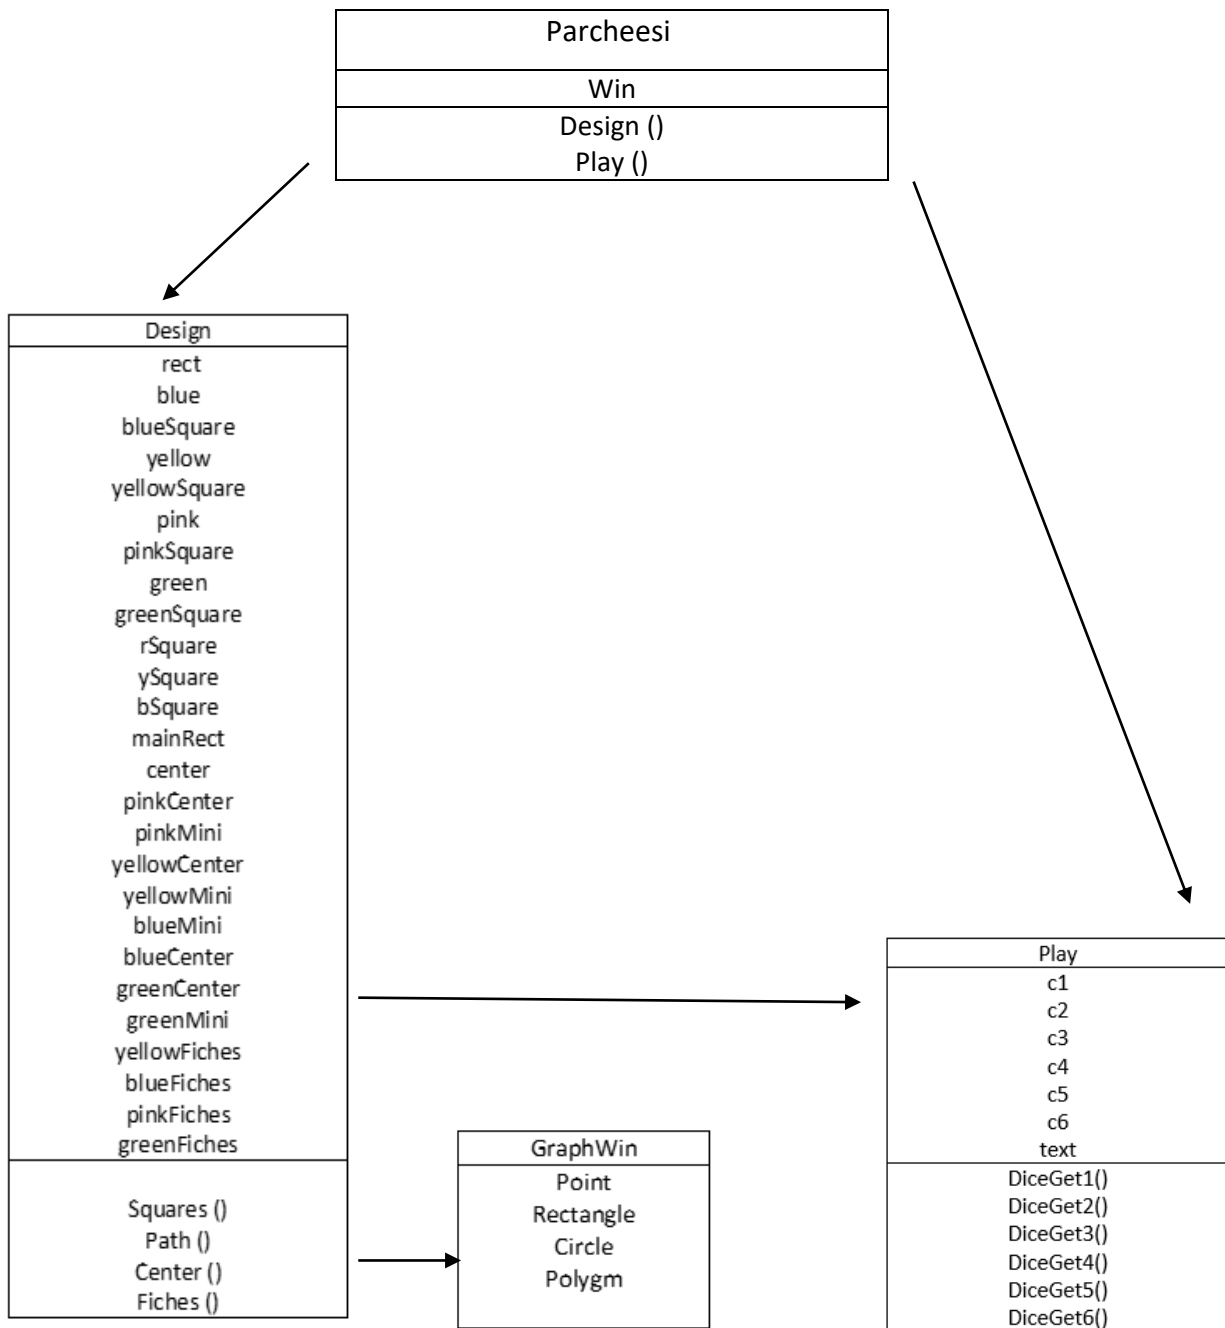 Parcheesi
Win
Design ()
Play ()
Design
rect
blue
blueSquare
yellow
yellowSquare
pink
pinkSquare
green
greenSquare
rSquare
ySquare
bSquare
mainRect
center
pinkCenter
pinkMini
yellowCenter
yellowMini
blueMini
blueCenter
greenCenter
greenMini
yellowFiches
blueFiches
pinkFiches
greenFiches
Squares ()
Path ()
Center ()
Fiches ()
GraphWin
Point
Rectangle
Circle
Polygm
Play
c1
c2
c3
c4
c5
c6
text
DiceGet1()
DiceGet2()
DiceGet3()
DiceGet4()
DiceGet5()
DiceGet6()